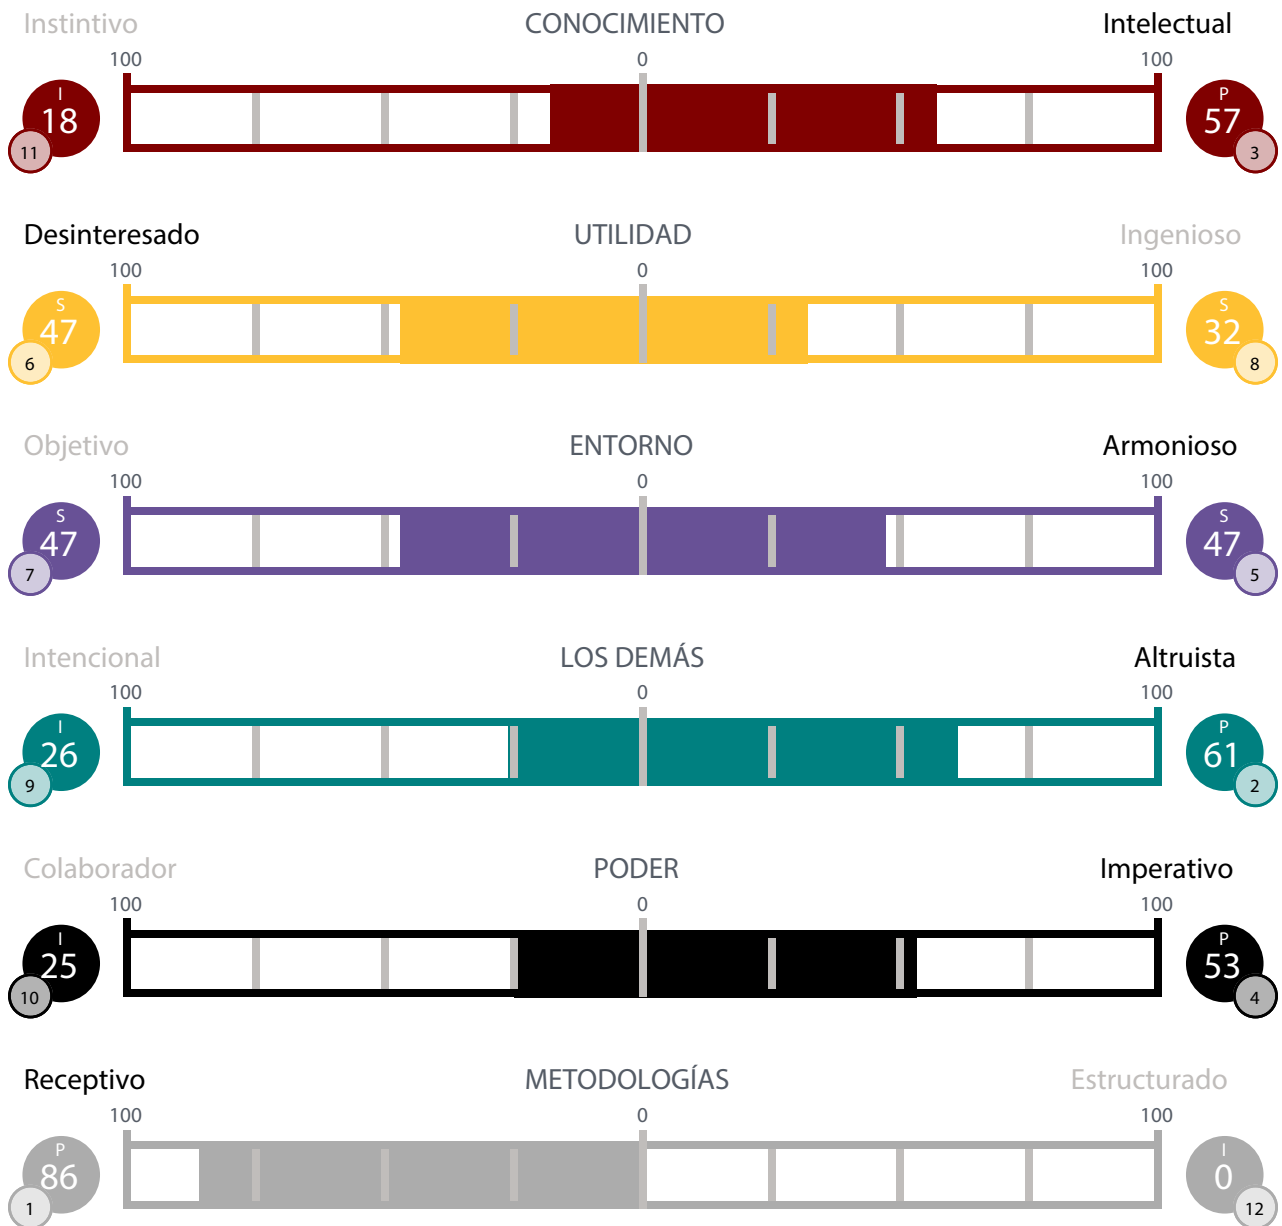 Instintivo CONOCIMIENTO Intelectual
100 0 100
I P
18 57
11 3
Desinteresado UTILIDAD Ingenioso
100 0 100
S S
47 32
6 8
Objetivo ENTORNO Armonioso
100 0 100
S S
47 47
7 5
Intencional LOS DEMÁS Altruista
100 0 100
I P
26 61
9 2
Colaborador PODER Imperativo
100 0 100
I P
25 53
10 4
Receptivo METODOLOGÍAS Estructurado
100 0 100
P I
86 0
1 12